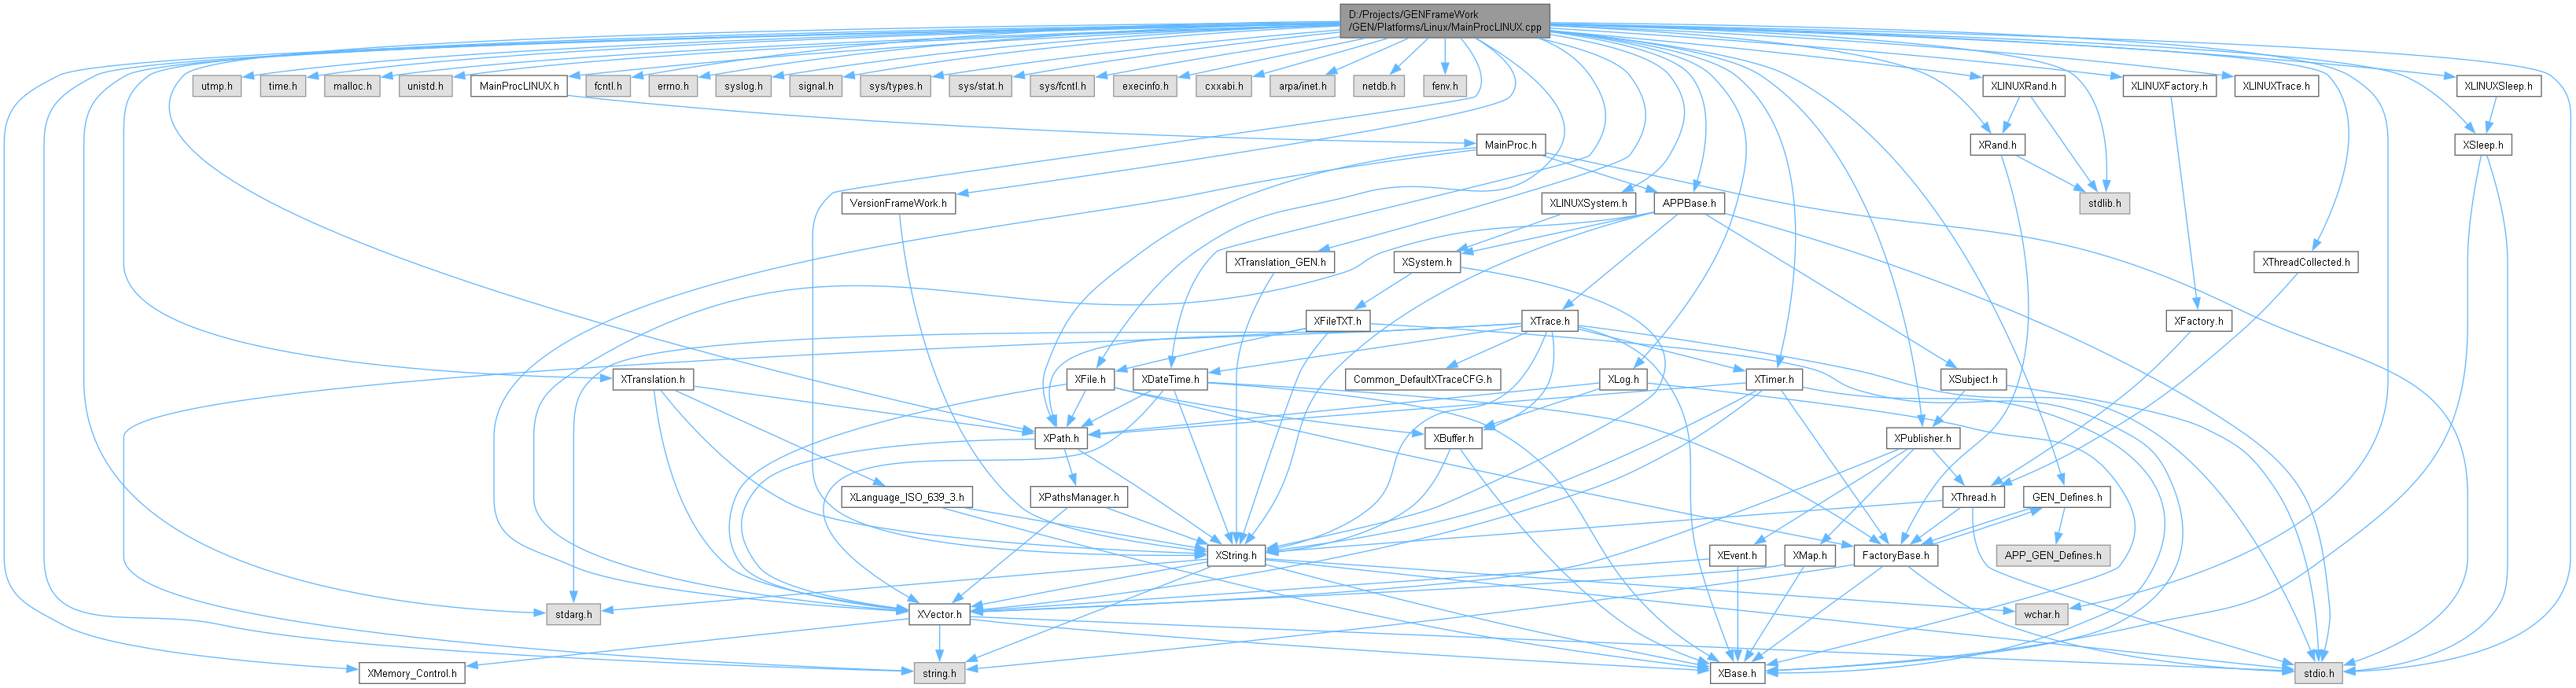 D:/Projects/GENFrameWork
/GEN/Platforms/Linux/MainProcLINUX.cpp
utmp.h
time.h
malloc.h
unistd.h
MainProcLINUX.h
fcntl.h
errno.h
syslog.h
signal.h
sys/types.h
sys/stat.h
sys/fcntl.h
execinfo.h
cxxabi.h
arpa/inet.h
netdb.h
fenv.h
XLINUXRand.h
XLINUXFactory.h
XLINUXTrace.h
XLINUXSleep.h
MainProc.h
XRand.h
XSleep.h
VersionFrameWork.h
XLINUXSystem.h
APPBase.h
stdlib.h
XTranslation_GEN.h
XSystem.h
XThreadCollected.h
XFileTXT.h
XTrace.h
XFactory.h
XTranslation.h
XFile.h
XDateTime.h
Common_DefaultXTraceCFG.h
XLog.h
XTimer.h
XSubject.h
XPath.h
XBuffer.h
XPublisher.h
XLanguage_ISO_639_3.h
XPathsManager.h
XThread.h
GEN_Defines.h
XString.h
XEvent.h
XMap.h
FactoryBase.h
APP_GEN_Defines.h
stdarg.h
XVector.h
wchar.h
XMemory_Control.h
string.h
XBase.h
stdio.h